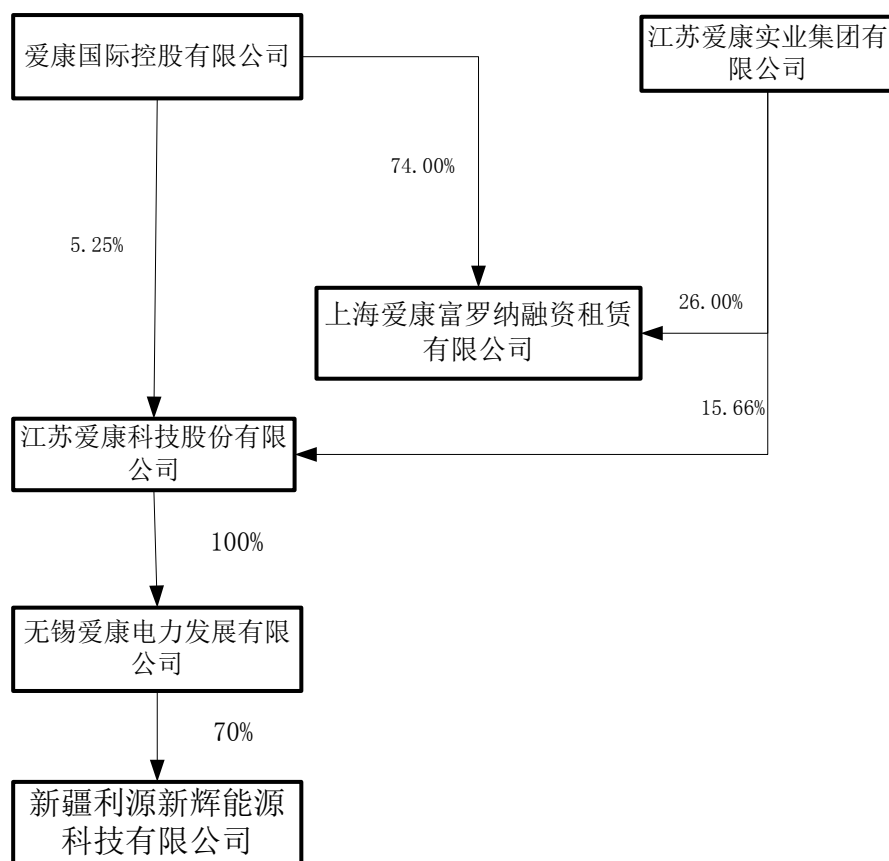 爱康国际控股有限公司
江苏爱康实业集团有
限公司
74.00%
5.25%
上海爱康富罗纳融资租赁
有限公司
26.00%
15.66%
江苏爱康科技股份有限
公司
100%
无锡爱康电力发展有限
公司
70%
新疆利源新辉能源
科技有限公司